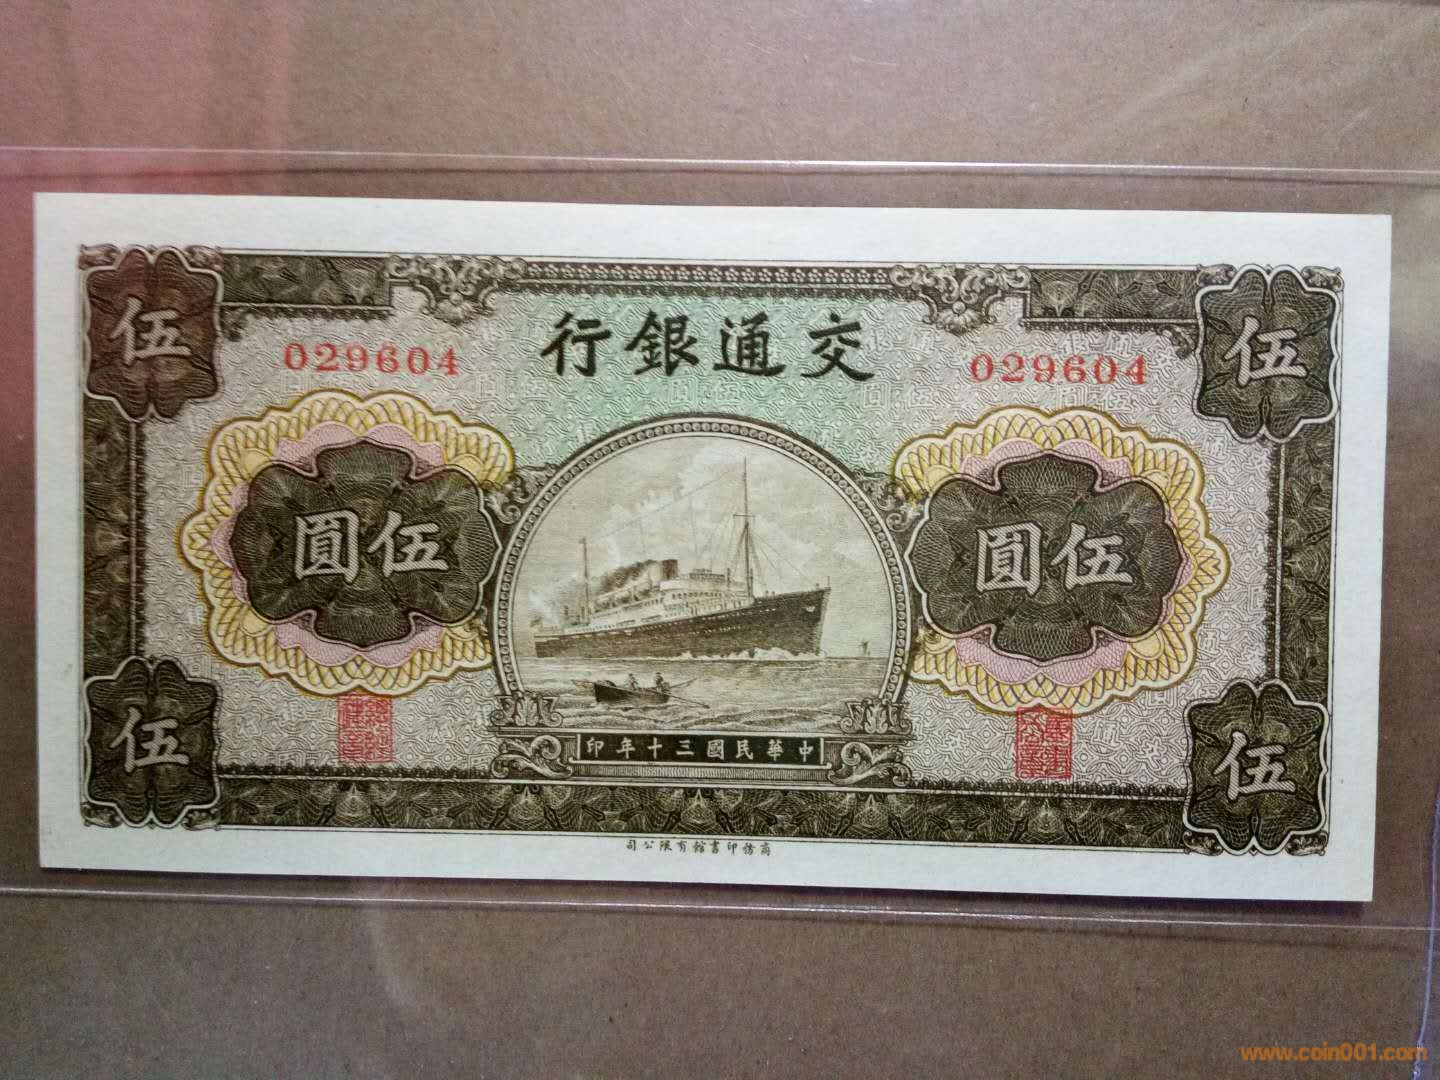 伍
伍
029604
交通銀行
029604
伍圓
伍圓
中華民國三十年印
伍
伍
商務印書館有限公司
www.coin001.com